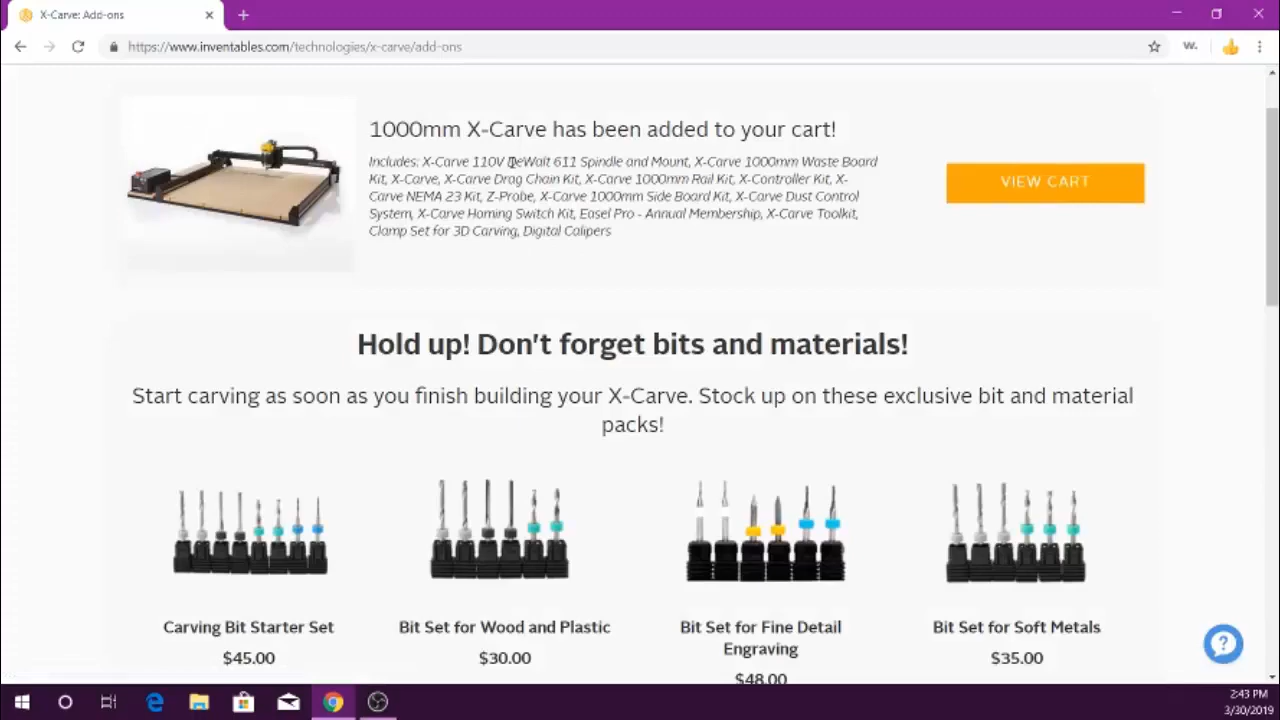 X-Carve: Add-ons
https://www.inventables.com/technologies/x-carve/add-ons
W.
1000mm X-Carve has been added to your cart!
Includes: X-Carve 110V DeWalt 611 Spindle and Mount, X-Carve 1000mm Waste Board
Kit, X-Carve, X-Carve Drag Chain Kit, X-Carve 1000mm Rail Kit, X-Controller Kit, X-
Carve NEMA 23 Kit, Z-Probe, X-Carve 1000mm Side Board Kit, X-Carve Dust Control
System, X-Carve Homing Switch Kit, Easel Pro - Annual Membership, X-Carve Toolkit,
Clamp Set for 3D Carving, Digital Calipers
VIEW CART
Hold up! Don't forget bits and materials!
Start carving as soon as you finish building your X-Carve. Stock up on these exclusive bit and material
packs!
Carving Bit Starter Set
$45.00
Bit Set for Wood and Plastic
$30.00
Bit Set for Fine Detail
Engraving
$48.00
Bit Set for Soft Metals
$35.00
2:43 PM
3/30/2019